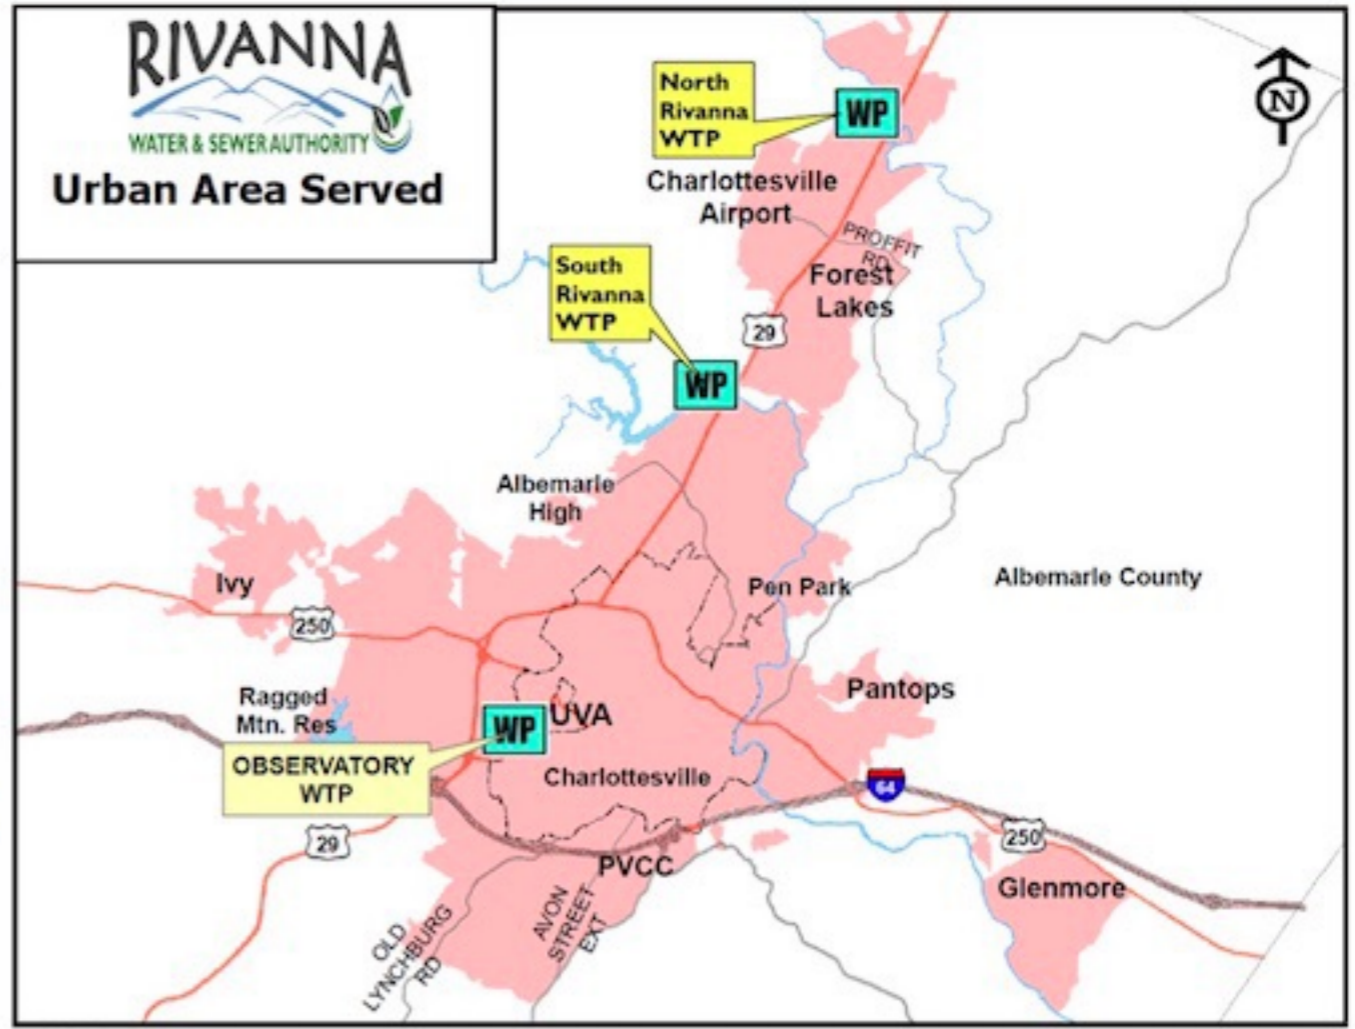 RIVANNA
WATER & SEWER AUTHORITY
Urban Area Served
N
North
Rivanna
WTP
WP
Charlottesville
Airport
PROFFIT
RD
Forest
Lakes
South
Rivanna
WTP
29
WP
Albemarle
High
Ivy
250
Pen Park
Albemarle County
Ragged
Mtn. Res
Pantops
WP
UVA
OBSERVATORY
WTP
Charlottesville
64
29
250
PVCC
Glenmore
OLD
LYNCHBURG
RD
AVON
STREET
EXT